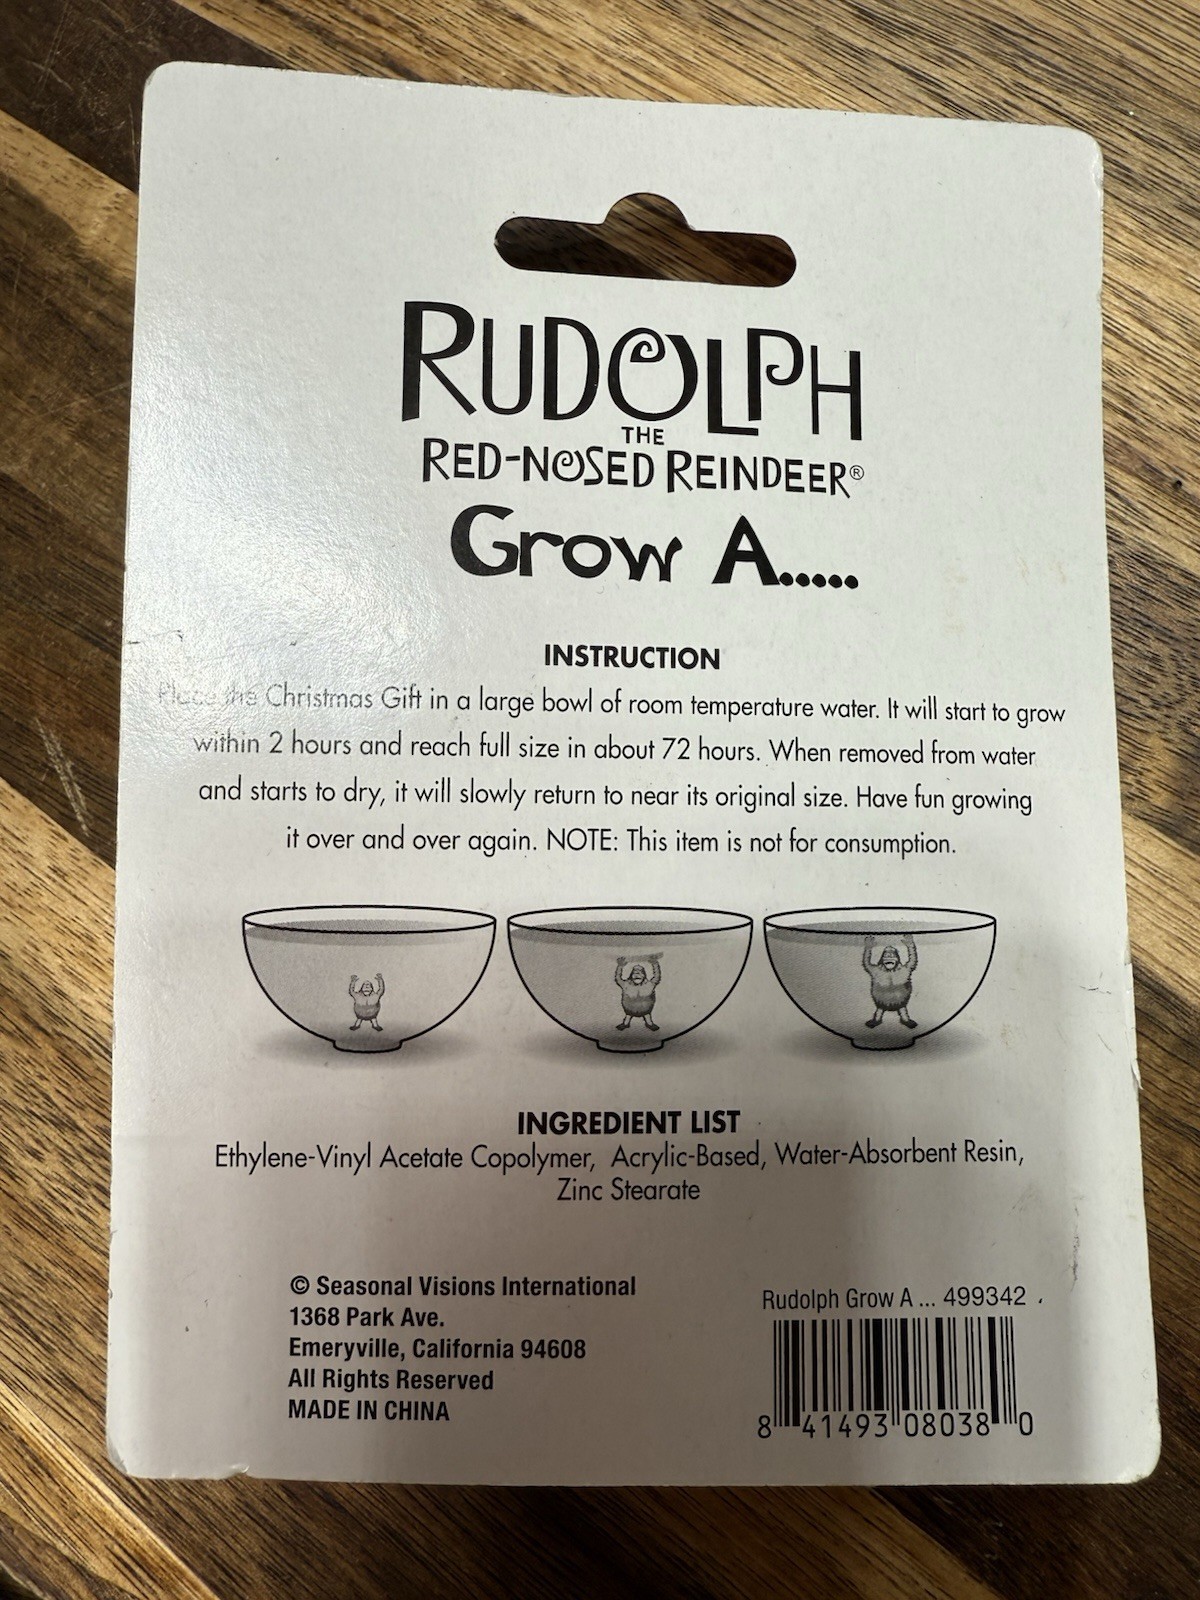 RUDOLPH
THE
RED-NOSED REINDEER®
Grow A.....
INSTRUCTION
Place the Christmas Gift in a large bowl of room temperature water. It will start to grow
within 2 hours and reach full size in about 72 hours. When removed from water
and starts to dry, it will slowly return to near its original size. Have fun growing
it over and over again. NOTE: This item is not for consumption.
INGREDIENT LIST
Ethylene-Vinyl Acetate Copolymer, Acrylic-Based, Water-Absorbent Resin,
Zinc Stearate
© Seasonal Visions International
1368 Park Ave.
Emeryville, California 94608
All Rights Reserved
MADE IN CHINA
Rudolph Grow A ... 499342
8 41493 08038 0